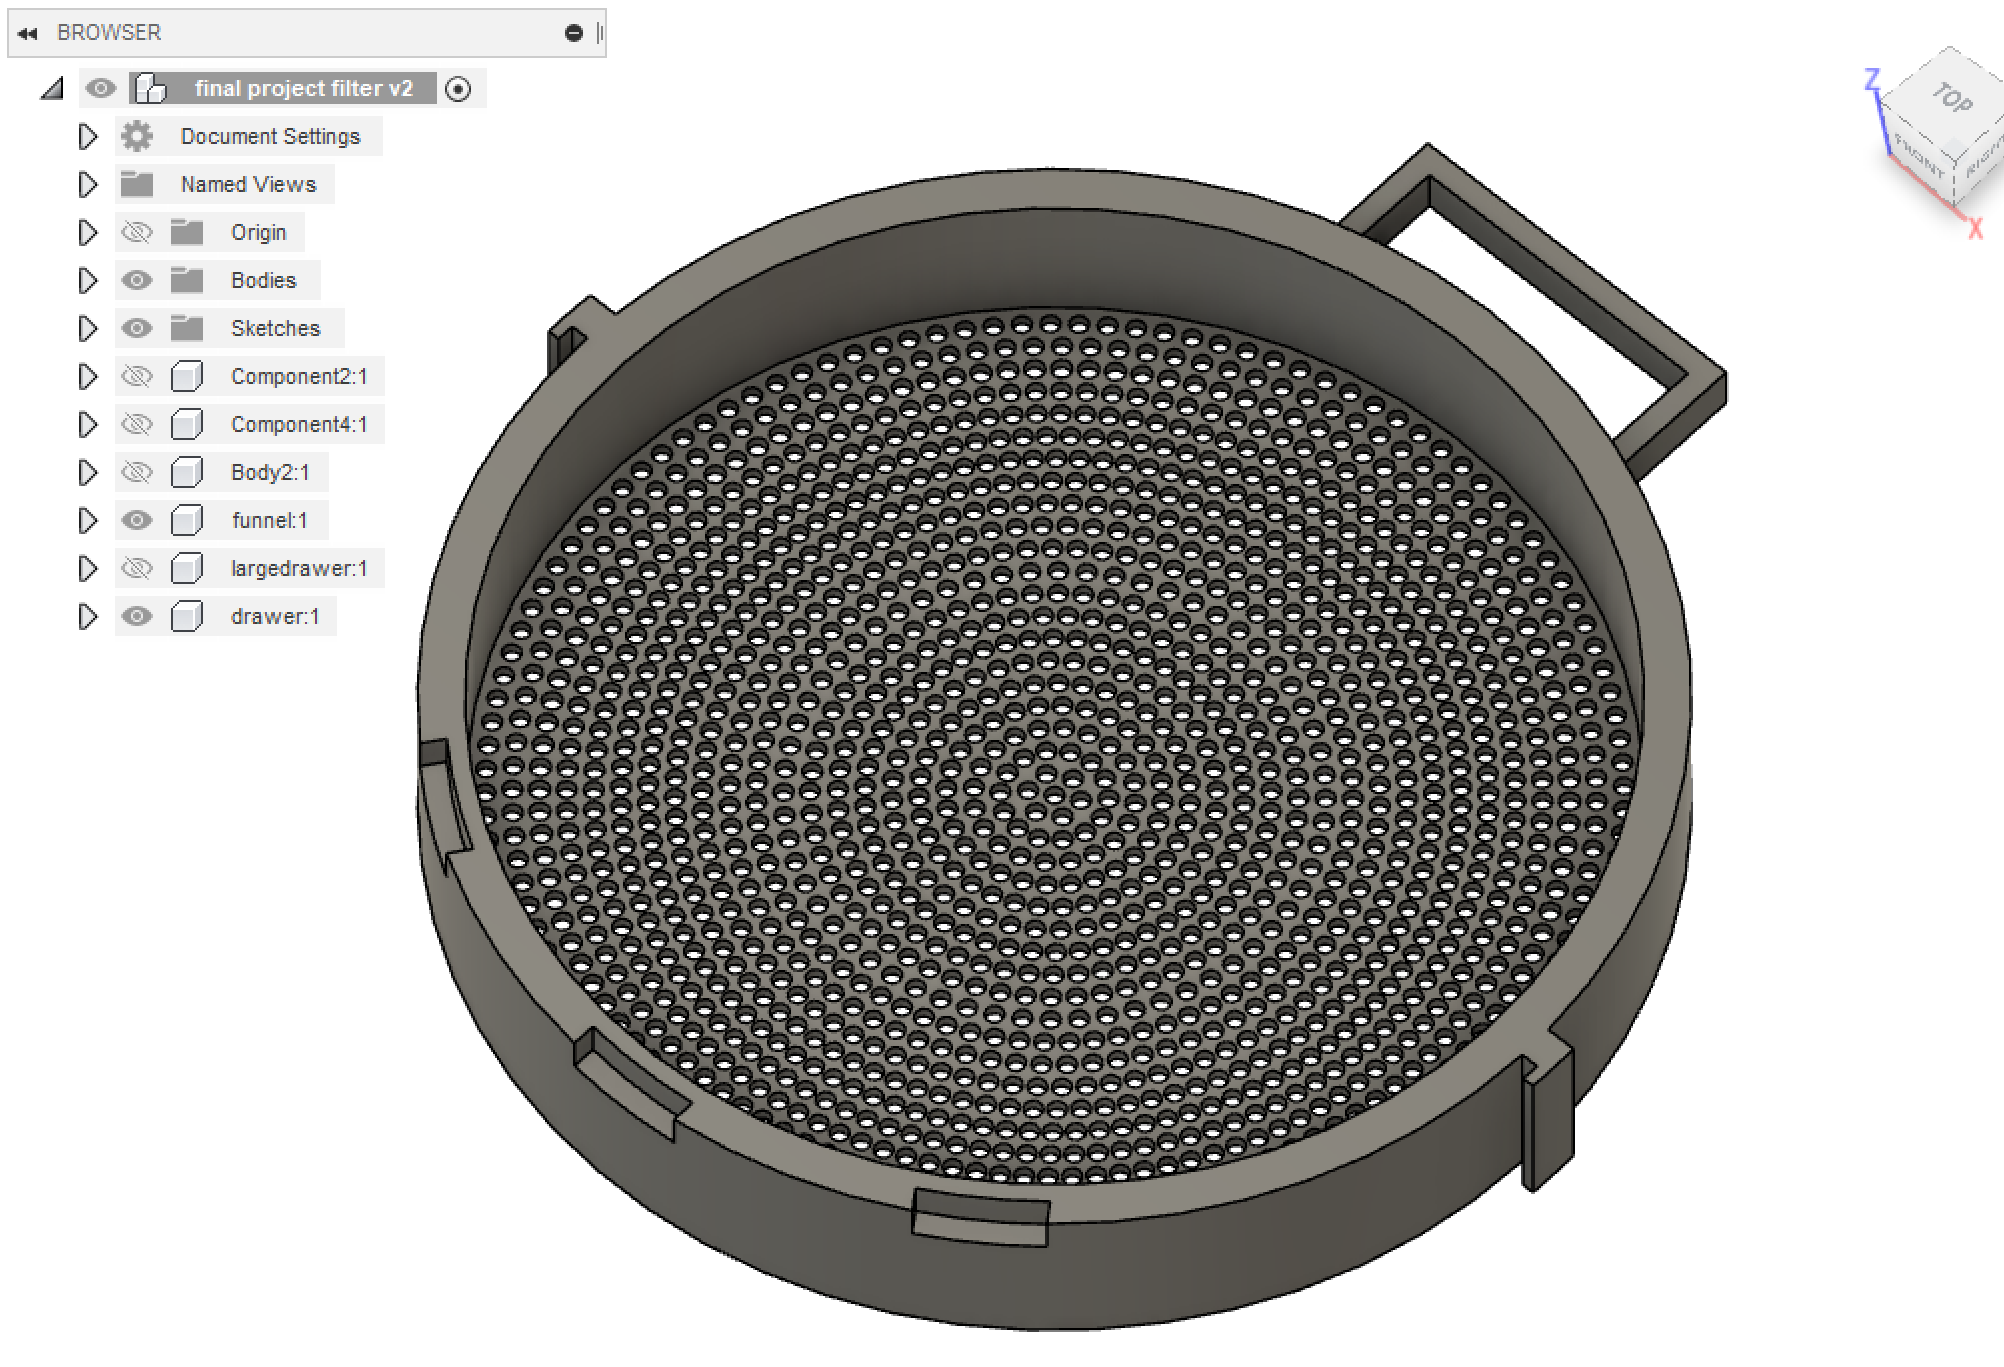 BROWSER
final project filter v2
Document Settings
Named Views
Origin
Bodies
Sketches
Component2:1
Component4:1
Body2:1
funnel:1
largedrawer:1
drawer:1
Z
TOP
FRONT
RIGHT
X